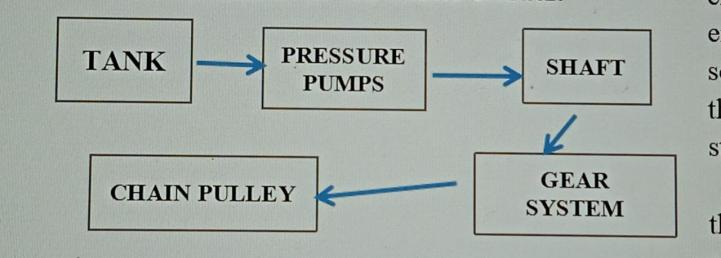 TANK
PRESSURE
PUMPS
SHAFT
CHAIN PULLEY
GEAR
SYSTEM